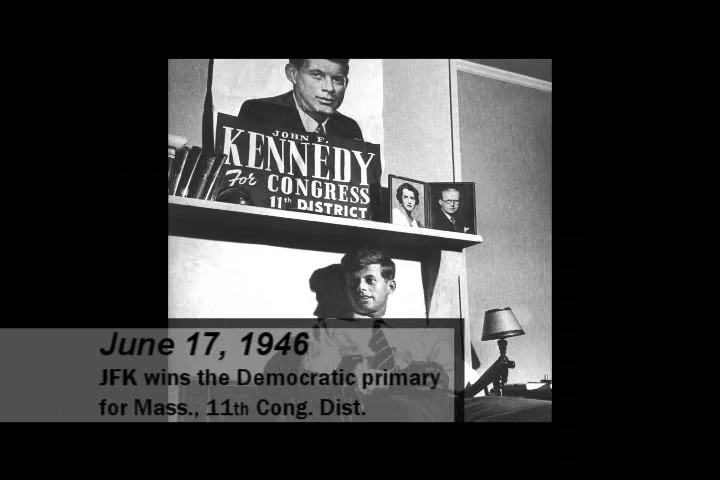 JOHN F.
KENNEDY
For CONGRESS
11th DISTRICT
June 17, 1946
JFK wins the Democratic primary
for Mass., 11th Cong. Dist.